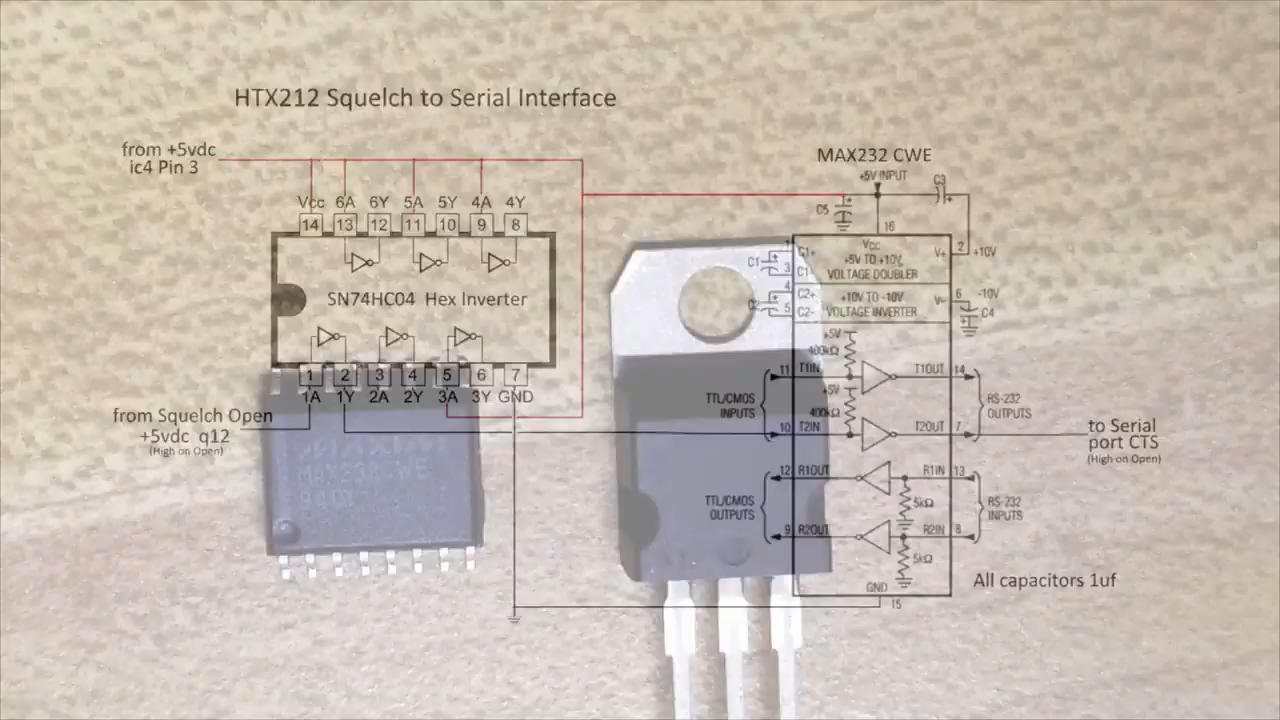 HTX212 Squelch to Serial Interface
from +5vdc
ic4 Pin 3
Vcc 6A 6Y 5A 5Y 4A 4Y
14 13 12 11 10 9 8
SN74HC04 Hex Inverter
1 2 3 4 5 6 7
1A 1Y 2A 2Y 3A 3Y GND
from Squelch Open
+5vdc q12
(High on Open)
MAX232 CWE
+5V INPUT
C3
C5
16
VCC
+5V TO +10V
VOLTAGE DOUBLER
1 C1+
C1
3 C1-
V+ 2 +10V
4 C2+
C2
5 C2-
+10V TO -10V
VOLTAGE INVERTER
V- 6 -10V
C4
+5V
400kΩ
11 T1IN T1OUT 14
+5V
400kΩ
TTL/CMOS
INPUTS
RS-232
OUTPUTS
10 T2IN T2OUT 7
to Serial
port CTS
(High on Open)
12 R1OUT R1IN 13
5kΩ
TTL/CMOS
OUTPUTS
RS-232
INPUTS
9 R2OUT R2IN 8
5kΩ
GND
15
All capacitors 1uf